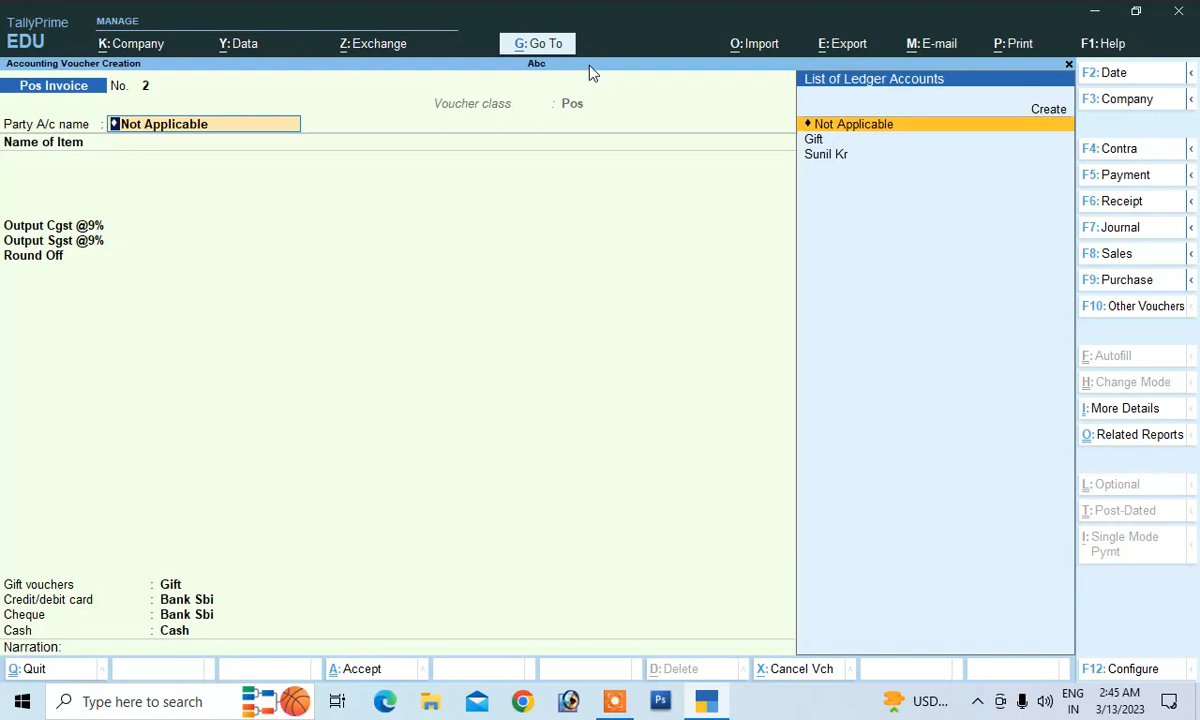 TallyPrime
EDU
MANAGE
K: Company
Y: Data
Z: Exchange
G: Go To
O: Import
E: Export
M: E-mail
P: Print
F1: Help
Accounting Voucher Creation
Abc
Pos Invoice No. 2
Voucher class : Pos
Party A/c name : ♦ Not Applicable
Name of Item
Output Cgst @9%
Output Sgst @9%
Round Off
Gift vouchers : Gift
Credit/debit card : Bank Sbi
Cheque : Bank Sbi
Cash : Cash
Narration:
List of Ledger Accounts
Create
♦ Not Applicable
Gift
Sunil Kr
F2: Date
F3: Company
F4: Contra
F5: Payment
F6: Receipt
F7: Journal
F8: Sales
F9: Purchase
F10: Other Vouchers
F: Autofill
H: Change Mode
I: More Details
O: Related Reports
L: Optional
T: Post-Dated
I: Single Mode
Pymt
Q: Quit
A: Accept
D: Delete
X: Cancel Vch
F12: Configure
Type here to search
Ps
USD...
ENG
IN
2:45 AM
3/13/2023